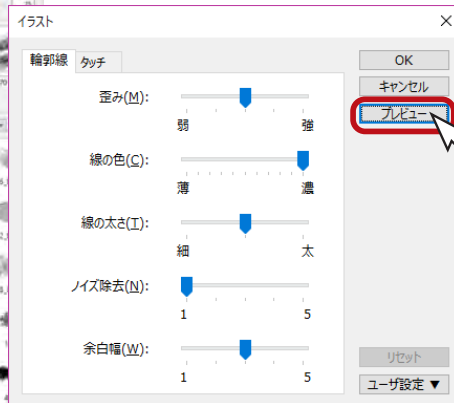 イラスト
輪郭線 タッチ
OK
キャンセル
プレビュー
歪み(M):
弱 強
線の色(C):
薄 濃
線の太さ(T):
細 太
ノイズ除去(N):
1 5
余白幅(W):
1 5
リセット
ユーザ設定 ▼